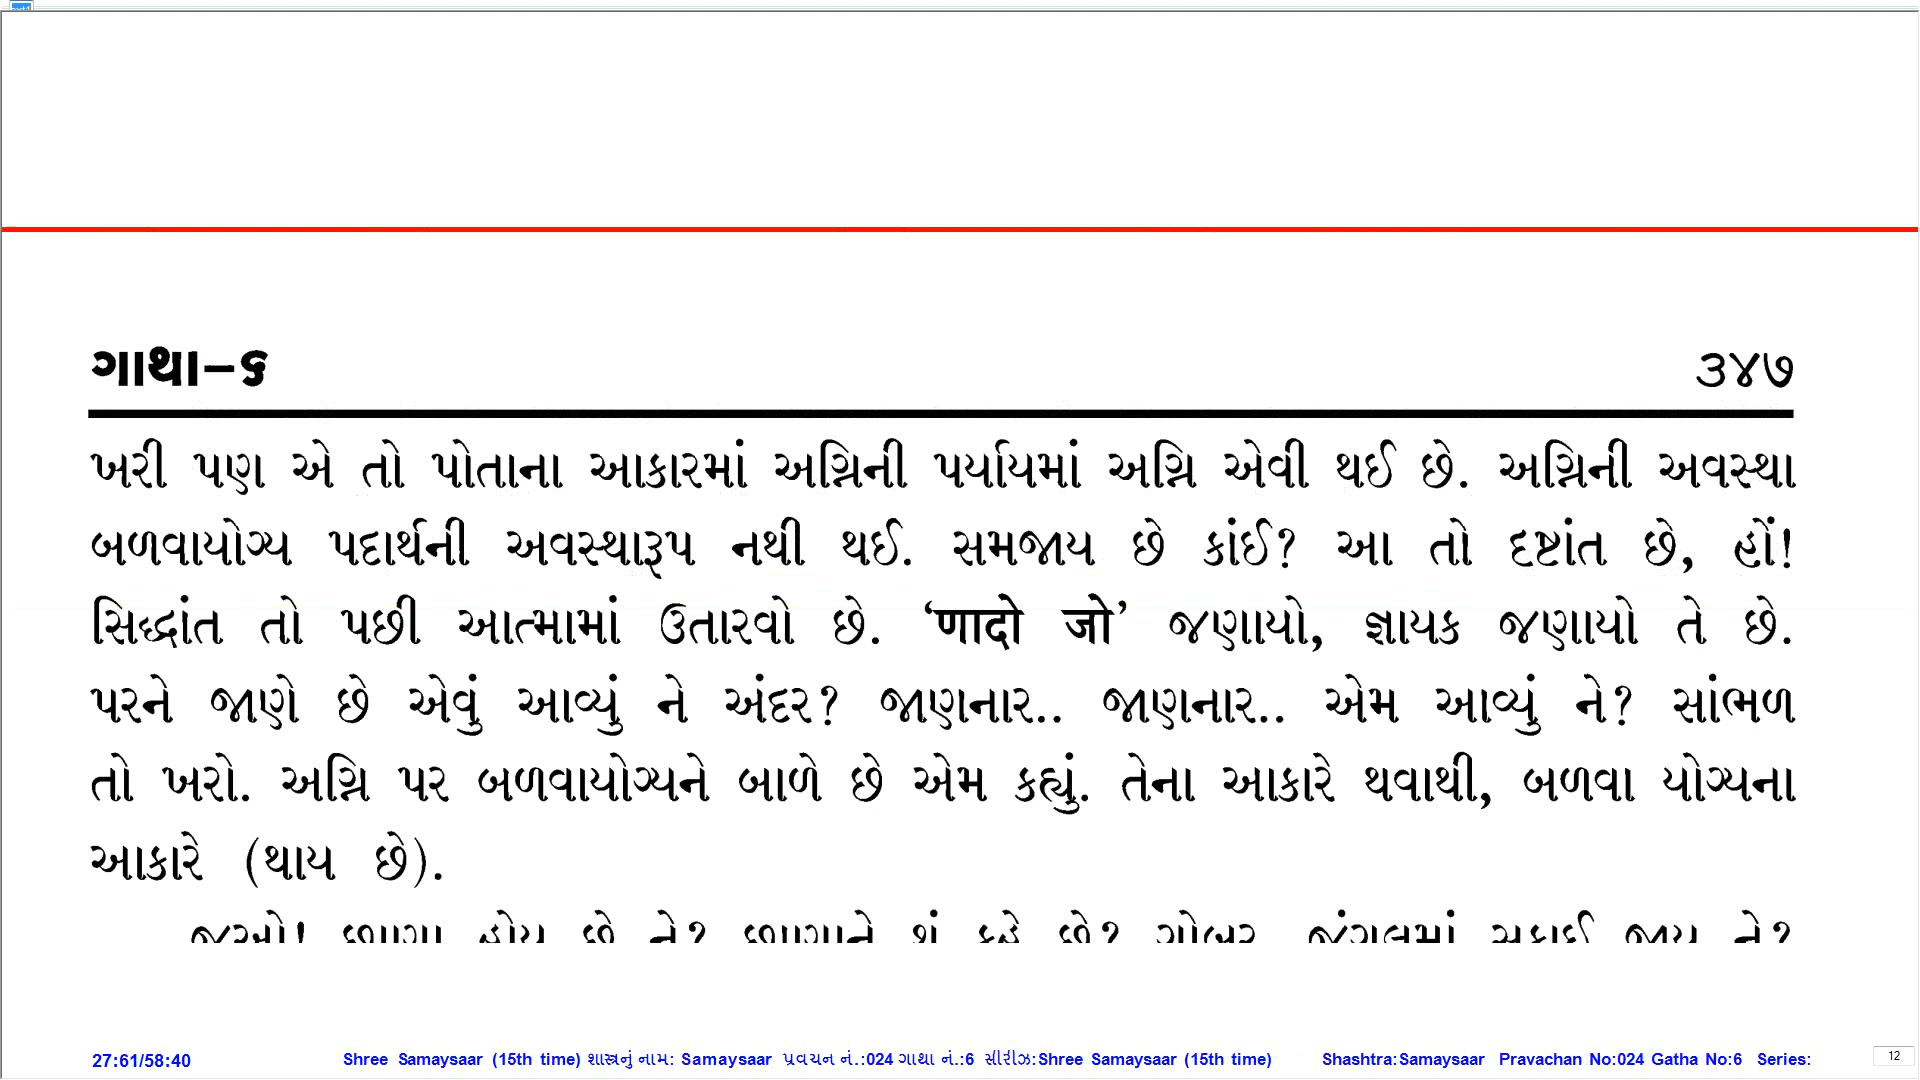 ગાથા–૬ ૩૪૭
ખરી પણ એ તો પોતાના આકારમાં અગ્નિની પર્યાયમાં અગ્નિ એવી થઈ છે. અગ્નિની અવસ્થા
બળવાયોગ્ય પદાર્થની અવસ્થારૂપ નથી થઈ. સમજાય છે કાંઈ? આ તો દષ્ટાંત છે, હોં!
સિદ્ધાંત તો પછી આત્મામાં ઉતારવો છે. ‘णादो जो’ જણાયો, જ્ઞાયક જણાયો તે છે.
પરને જાણે છે એવું આવ્યું ને અંદર? જાણનાર.. જાણનાર.. એમ આવ્યું ને? સાંભળ
તો ખરો. અગ્નિ પર બળવાયોગ્યને બાળે છે એમ કહ્યું. તેના આકારે થવાથી, બળવા યોગ્યના
આકારે (થાય છે).
જુઓ! છાણા હોય છે ને? છાણાને શું કહે છે? ગોબર. જંગલમાં સુકાઈ જાય ને?
27:61/58:40 Shree Samaysaar (15th time) શાસ્ત્રનું નામ: Samaysaar પ્રવચન નં.:024 ગાથા નં.:6 સીરીઝ:Shree Samaysaar (15th time) Shashtra:Samaysaar Pravachan No:024 Gatha No:6 Series: 12